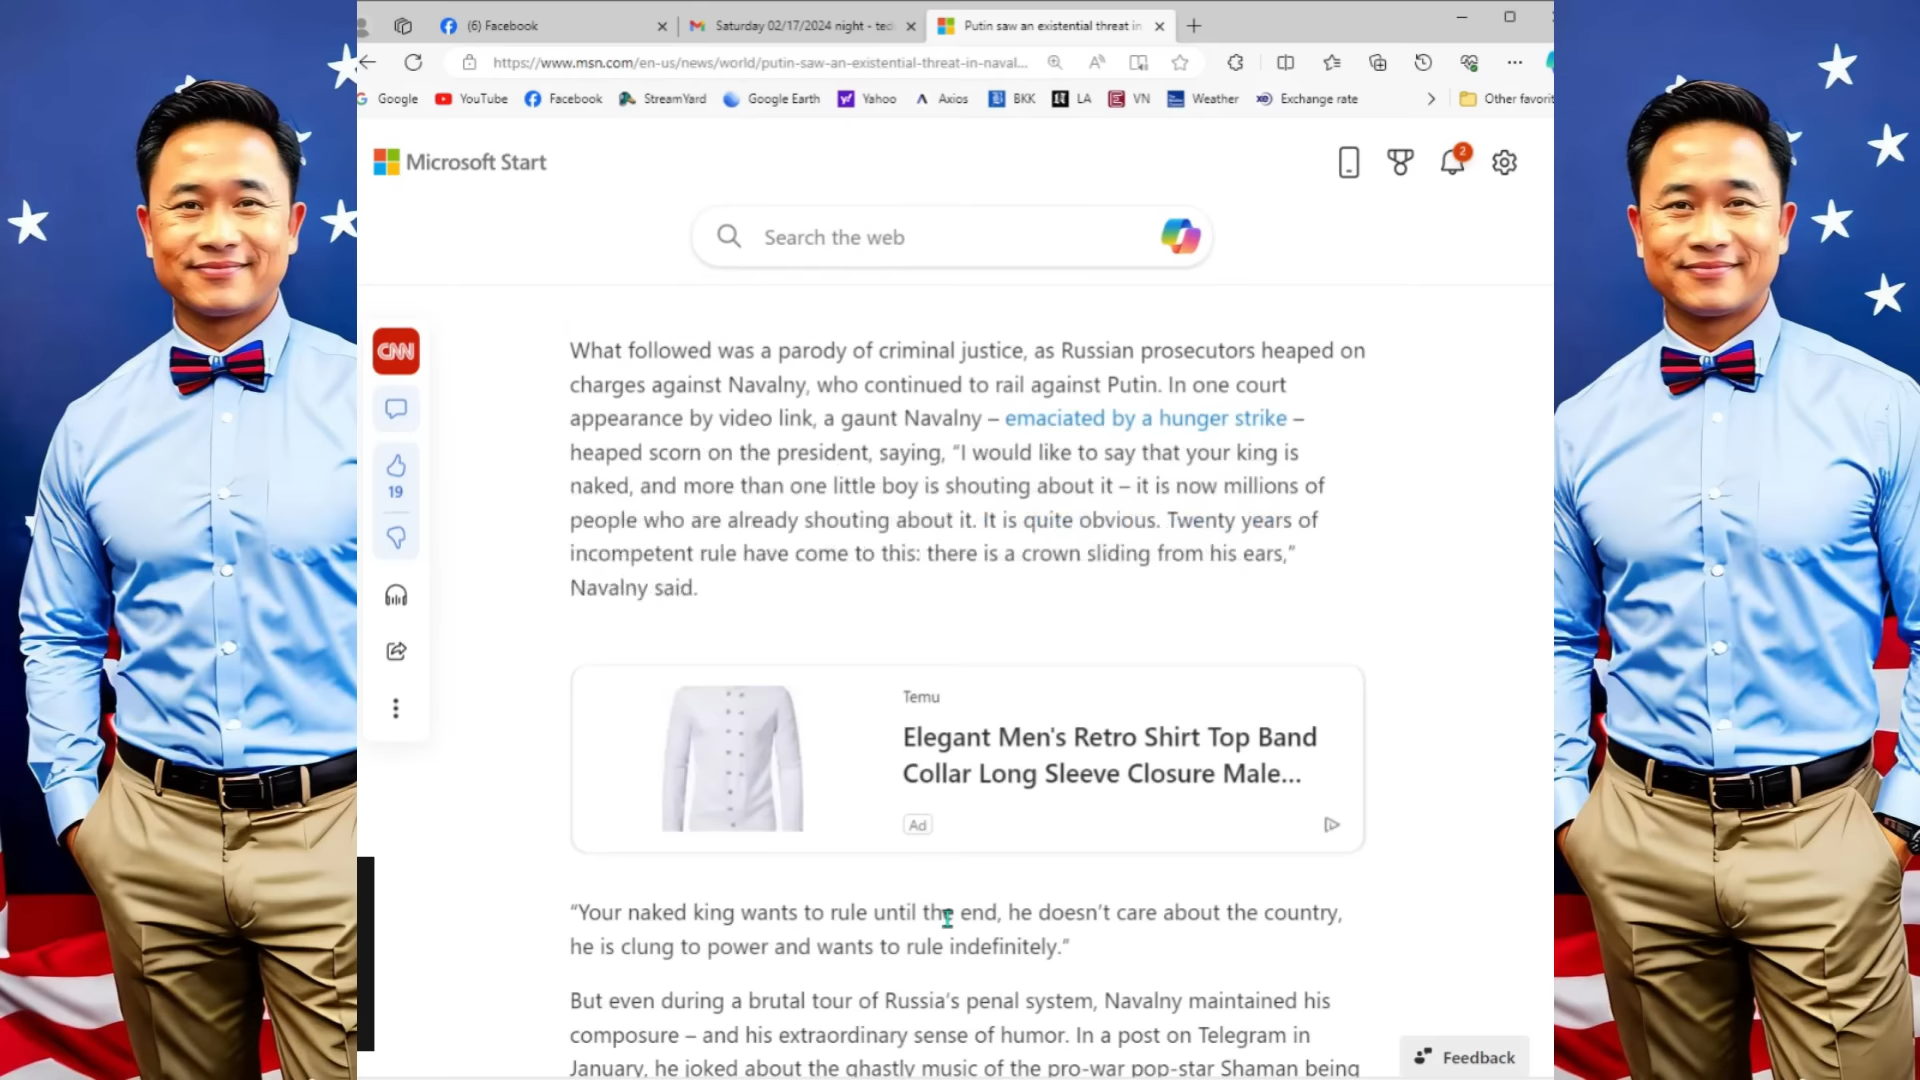 (6) Facebook
Saturday 02/17/2024 night - tec
Putin saw an existential threat in
https://www.msn.com/en-us/news/world/putin-saw-an-existential-threat-in-naval...
Google YouTube Facebook StreamYard Google Earth Yahoo Axios BKK LA VN Weather Exchange rate Other favorit
Microsoft Start
2
Search the web
CNN
19
What followed was a parody of criminal justice, as Russian prosecutors heaped on
charges against Navalny, who continued to rail against Putin. In one court
appearance by video link, a gaunt Navalny – emaciated by a hunger strike –
heaped scorn on the president, saying, “I would like to say that your king is
naked, and more than one little boy is shouting about it – it is now millions of
people who are already shouting about it. It is quite obvious. Twenty years of
incompetent rule have come to this: there is a crown sliding from his ears,”
Navalny said.
Temu
Elegant Men's Retro Shirt Top Band
Collar Long Sleeve Closure Male...
Ad
“Your naked king wants to rule until the end, he doesn’t care about the country,
he is clung to power and wants to rule indefinitely.”
But even during a brutal tour of Russia’s penal system, Navalny maintained his
composure – and his extraordinary sense of humor. In a post on Telegram in
January, he joked about the ghastly music of the pro-war pop-star Shaman being
Feedback